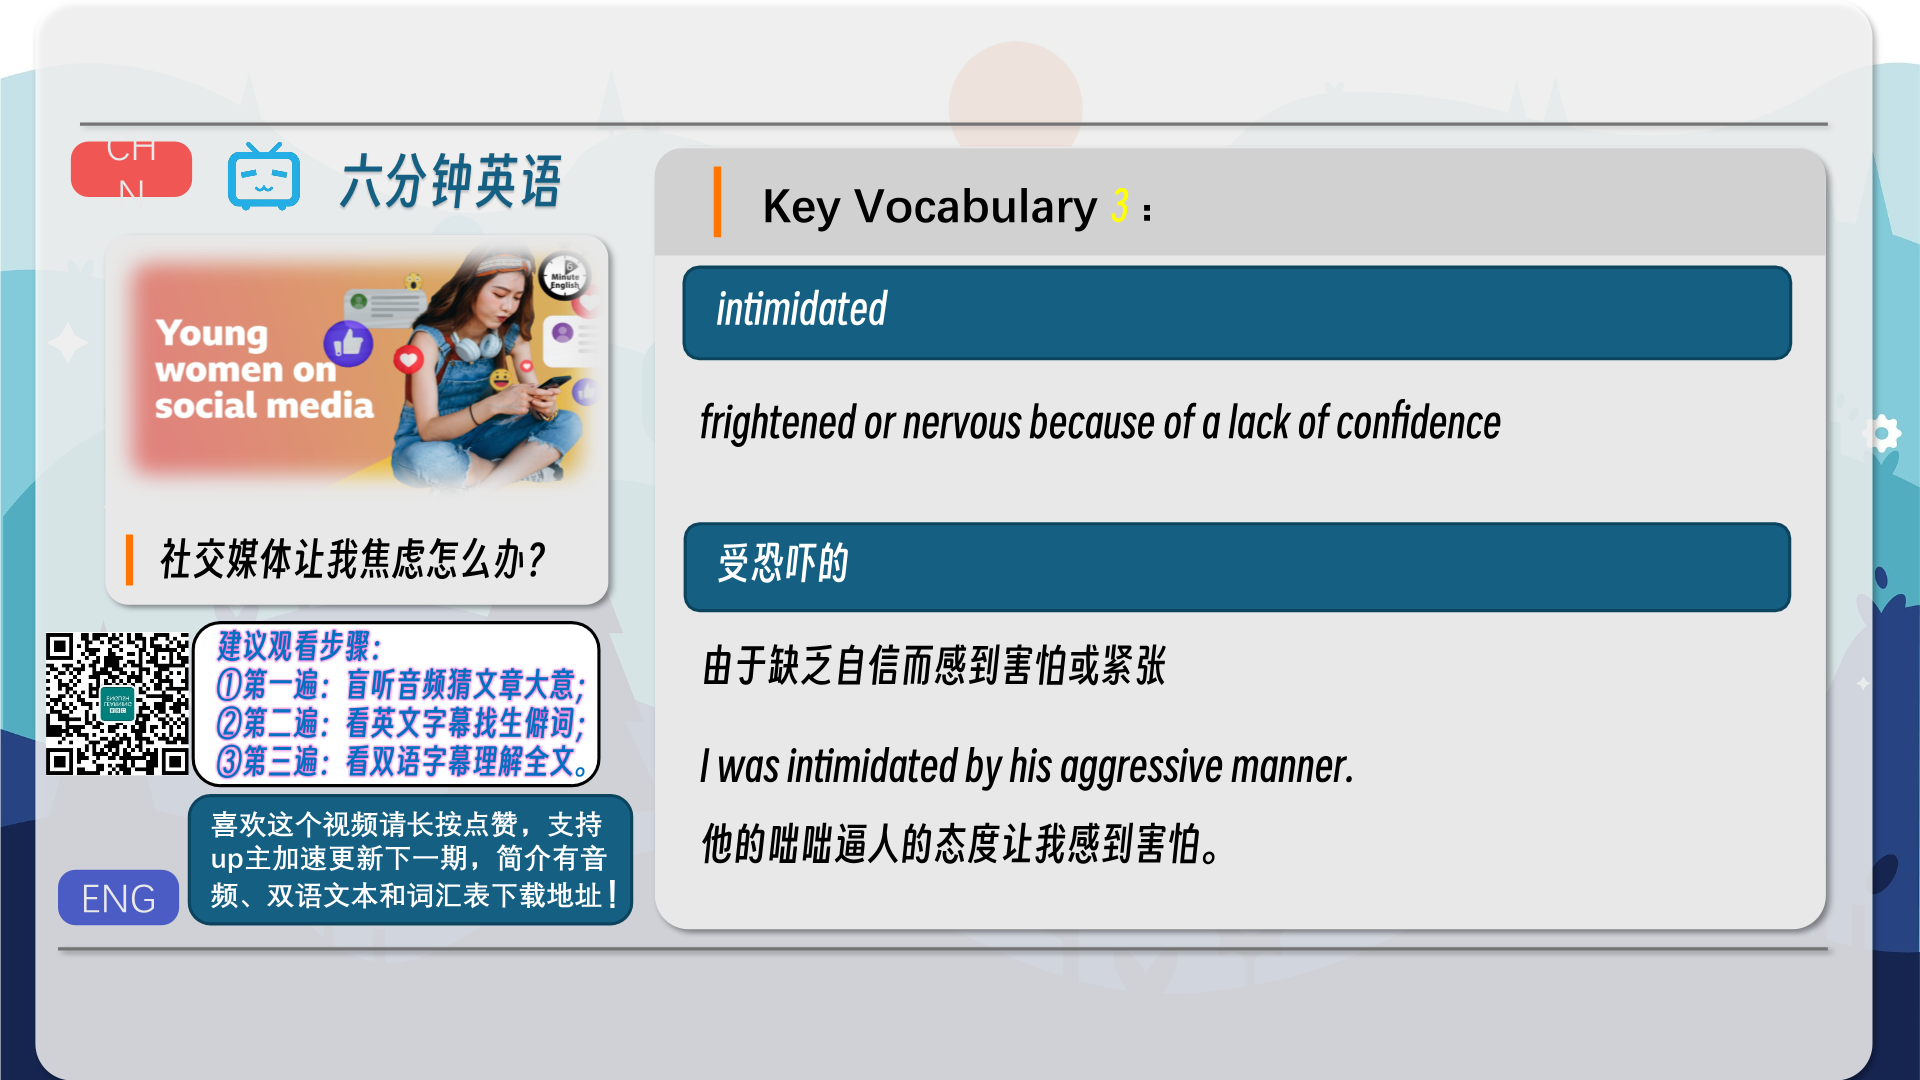 CH
N
六分钟英语
Young
women on
social media
6
Minute
English
社交媒体让我焦虑怎么办？
建议观看步骤：
①第一遍：盲听音频猜文章大意；
②第二遍：看英文字幕找生僻词；
③第三遍：看双语字幕理解全文。
喜欢这个视频请长按点赞，支持
up主加速更新下一期，简介有音
频、双语文本和词汇表下载地址！
ENG
Key Vocabulary 3：
intimidated
frightened or nervous because of a lack of confidence
受恐吓的
由于缺乏自信而感到害怕或紧张
I was intimidated by his aggressive manner.
他的咄咄逼人的态度让我感到害怕。